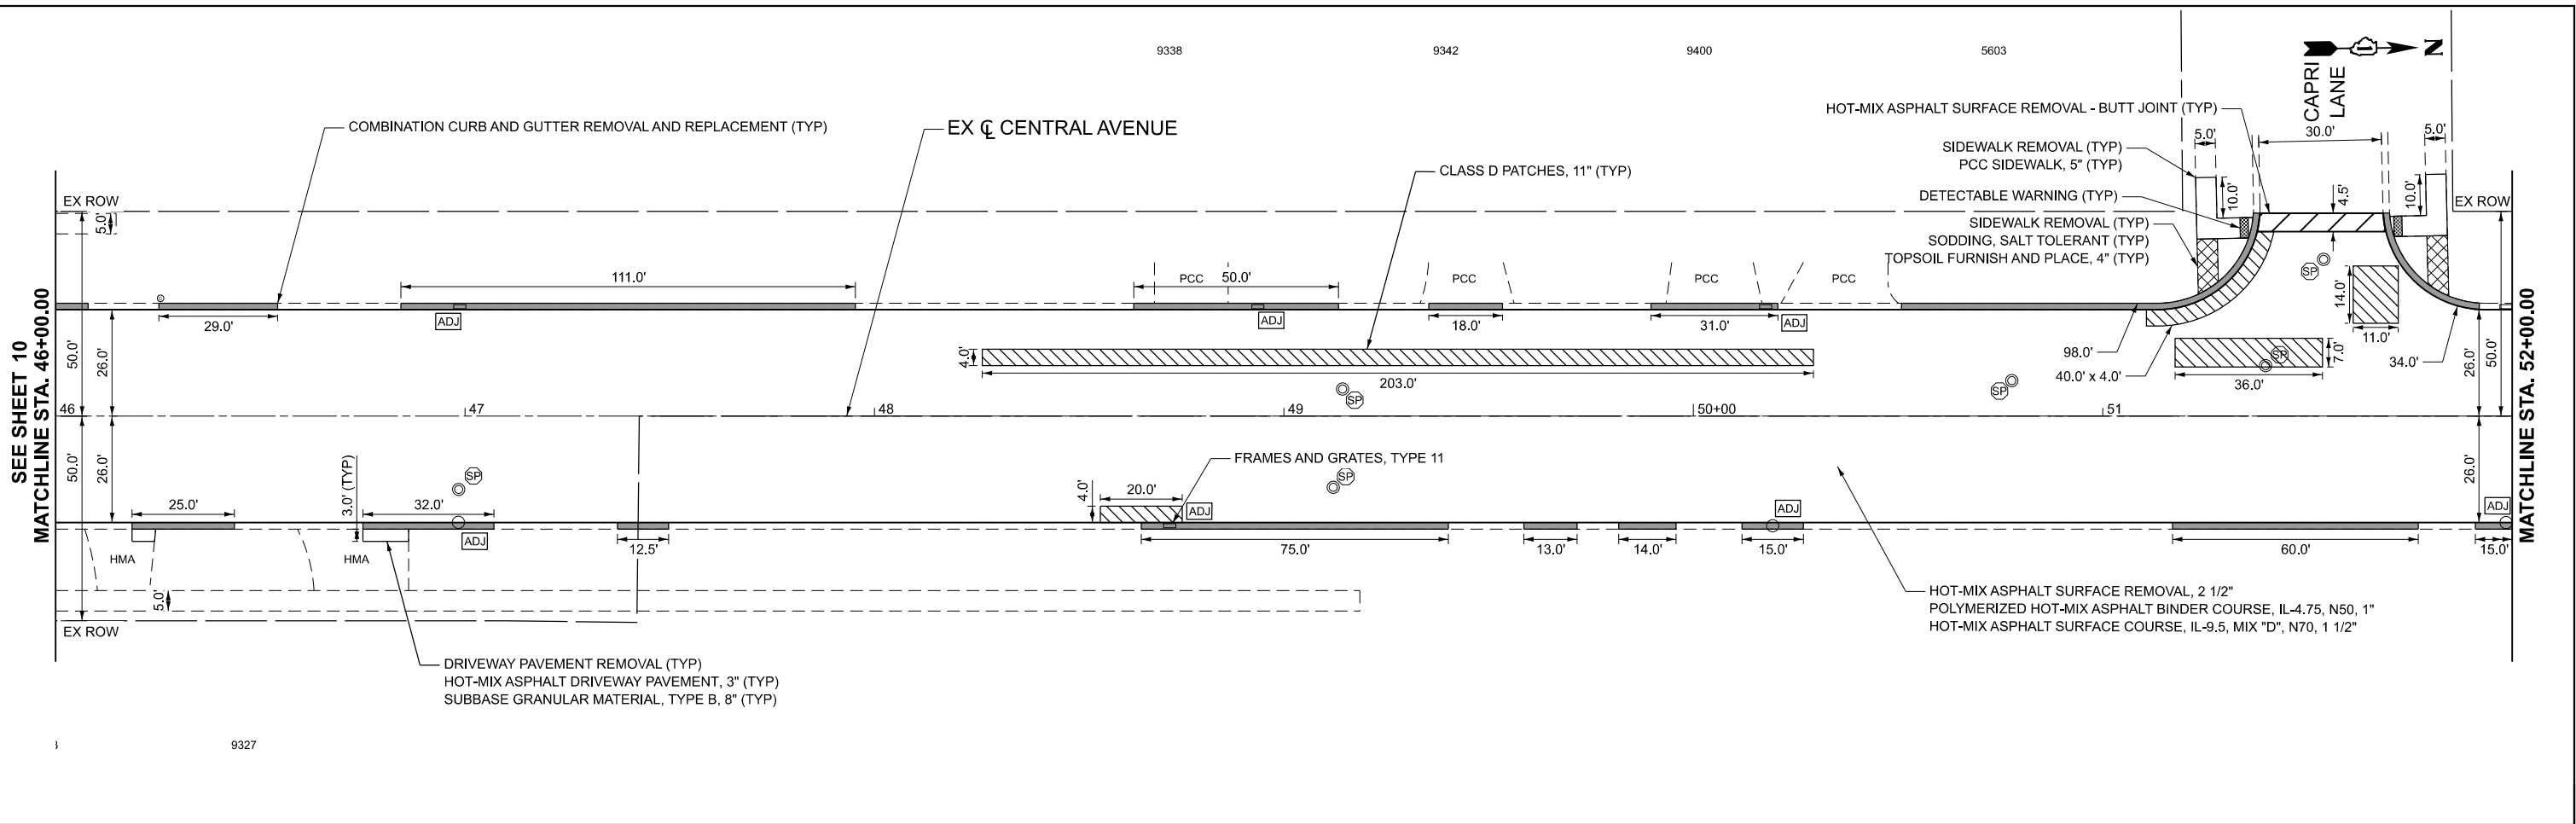 9338
9342
9400
5603
CAPRI
LANE
N
COMBINATION CURB AND GUTTER REMOVAL AND REPLACEMENT (TYP)
EX ℄ CENTRAL AVENUE
HOT-MIX ASPHALT SURFACE REMOVAL - BUTT JOINT (TYP)
5.0'
30.0'
5.0'
SIDEWALK REMOVAL (TYP)
PCC SIDEWALK, 5" (TYP)
CLASS D PATCHES, 11" (TYP)
DETECTABLE WARNING (TYP)
10.0'
4.5'
10.0'
EX ROW
5.0'
EX ROW
SIDEWALK REMOVAL (TYP)
SODDING, SALT TOLERANT (TYP)
TOPSOIL FURNISH AND PLACE, 4" (TYP)
111.0'
PCC
50.0'
PCC
PCC
PCC
SP
14.0'
29.0'
ADJ
ADJ
18.0'
31.0'
ADJ
11.0'
SEE SHEET 10
MATCHLINE STA. 46+00.00
50.0'
26.0'
4.0'
203.0'
98.0'
40.0' x 4.0'
SP
7.0'
36.0'
34.0'
26.0'
50.0'
MATCHLINE STA. 52+00.00
SP
SP
46
47
48
49
50+00
51
50.0'
26.0'
3.0' (TYP)
SP
FRAMES AND GRATES, TYPE 11
SP
26.0'
25.0'
32.0'
4.0'
20.0'
ADJ
ADJ
ADJ
HMA
HMA
ADJ
12.5'
75.0'
13.0'
14.0'
15.0'
60.0'
15.0'
5.0'
EX ROW
HOT-MIX ASPHALT SURFACE REMOVAL, 2 1/2"
POLYMERIZED HOT-MIX ASPHALT BINDER COURSE, IL-4.75, N50, 1"
HOT-MIX ASPHALT SURFACE COURSE, IL-9.5, MIX "D", N70, 1 1/2"
DRIVEWAY PAVEMENT REMOVAL (TYP)
HOT-MIX ASPHALT DRIVEWAY PAVEMENT, 3" (TYP)
SUBBASE GRANULAR MATERIAL, TYPE B, 8" (TYP)
9327